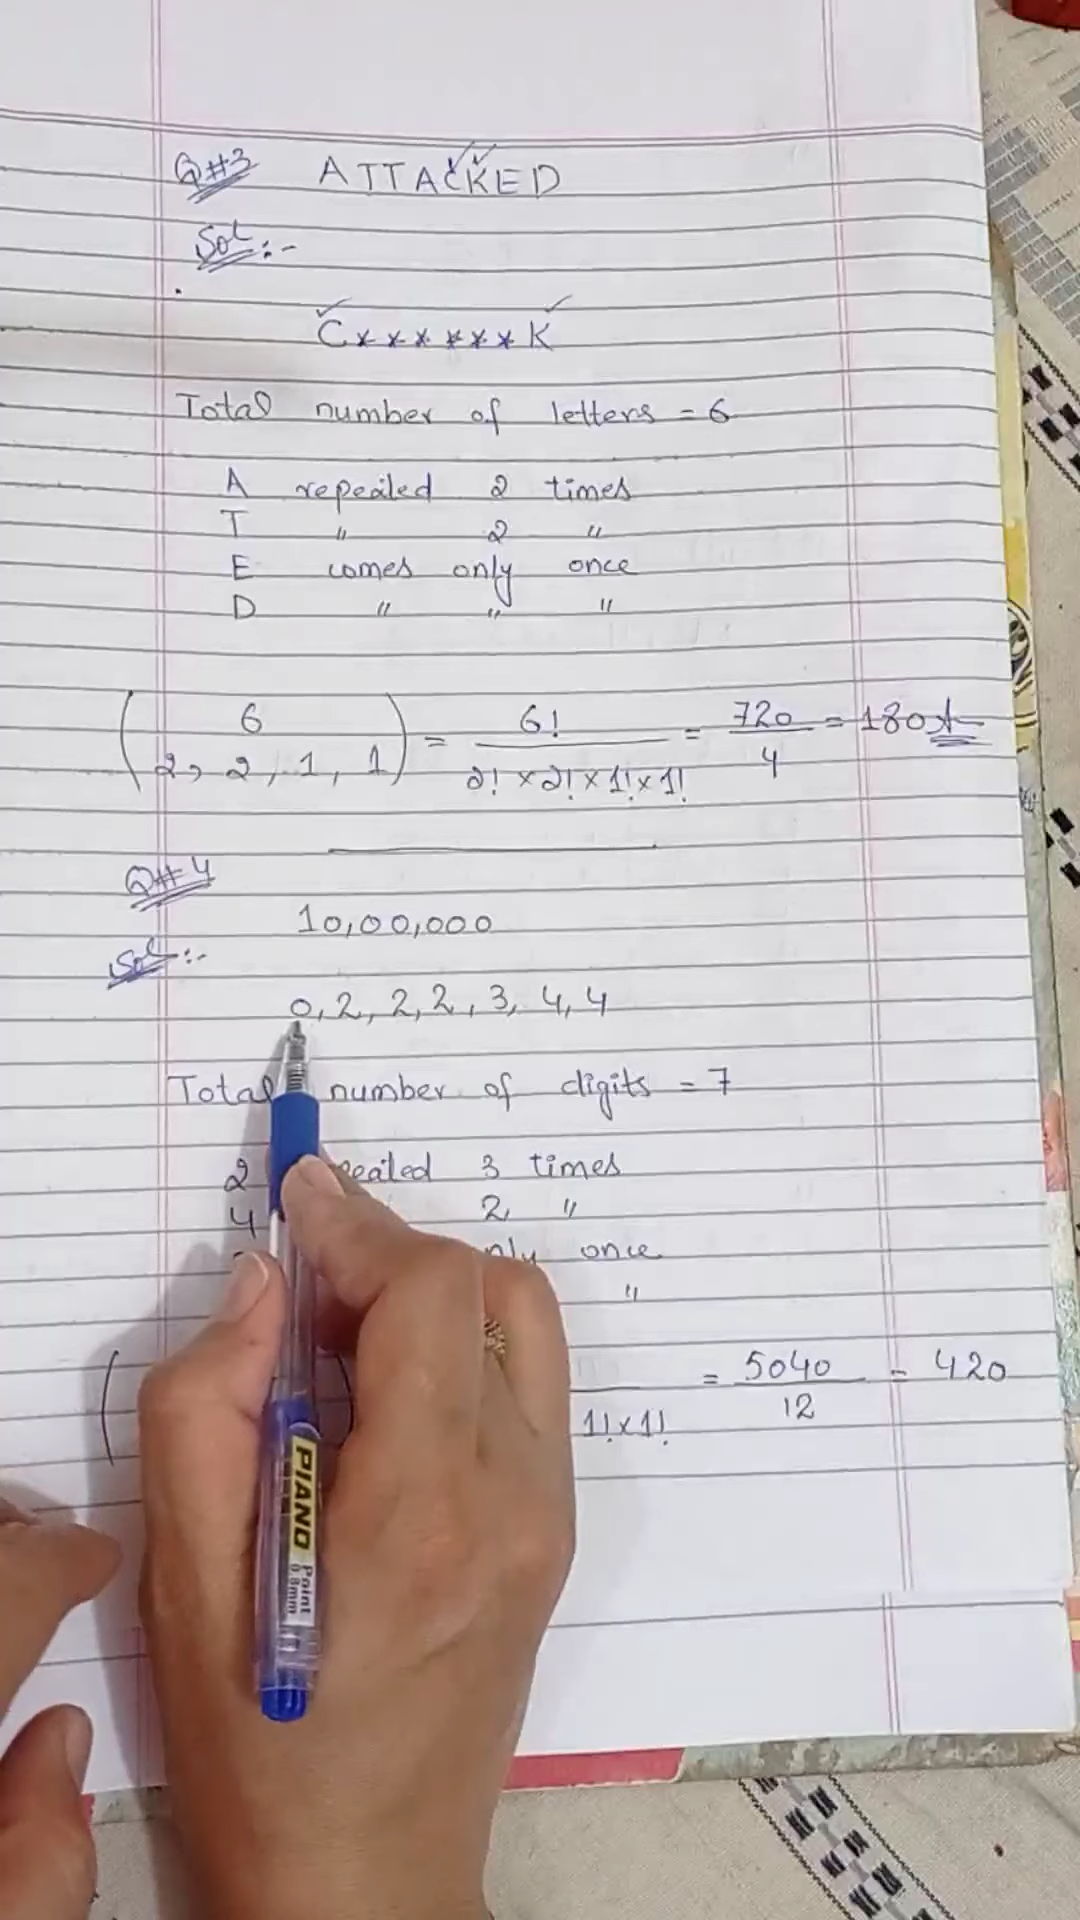 Q#3 ATTACKED
Sol:-
C******K
Total number of letters = 6
A repeated 2 times
T " 2 "
E comes only once
D " " "
( 6 2, 2, 1, 1 ) = 6! / 2! × 2! × 1! × 1! = 720 / 4 = 180
Q#4
10,00,000
Sol:-
0, 2, 2, 2, 3, 4, 4
Total number of digits = 7
2 3 times
4 2 "
once
"
1! × 1! = 5040 / 12 = 420
PIANO
Point
0.8mm